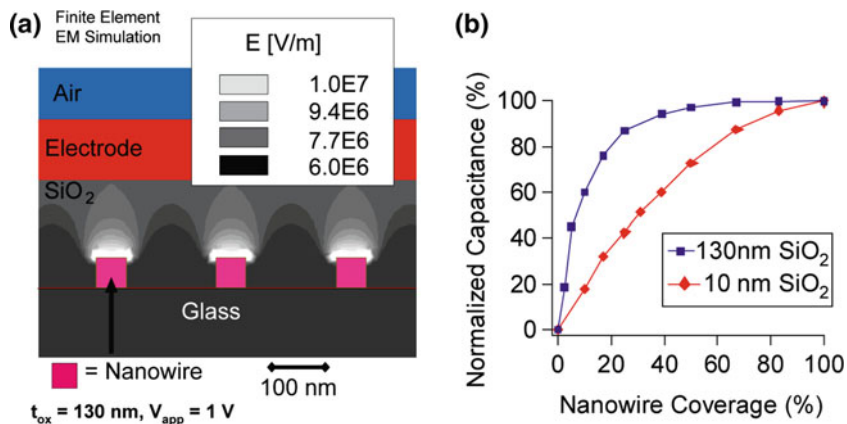 (a)
Finite Element
EM Simulation
E [V/m]
1.0E7
9.4E6
7.7E6
6.0E6
Air
Electrode
SiO₂
Glass
= Nanowire
100 nm
tₒₓ = 130 nm, Vₐₚₚ = 1 V
(b)
Normalized Capacitance (%)
100
80
60
40
20
0
130nm SiO₂
10 nm SiO₂
0
20
40
60
80
100
Nanowire Coverage (%)